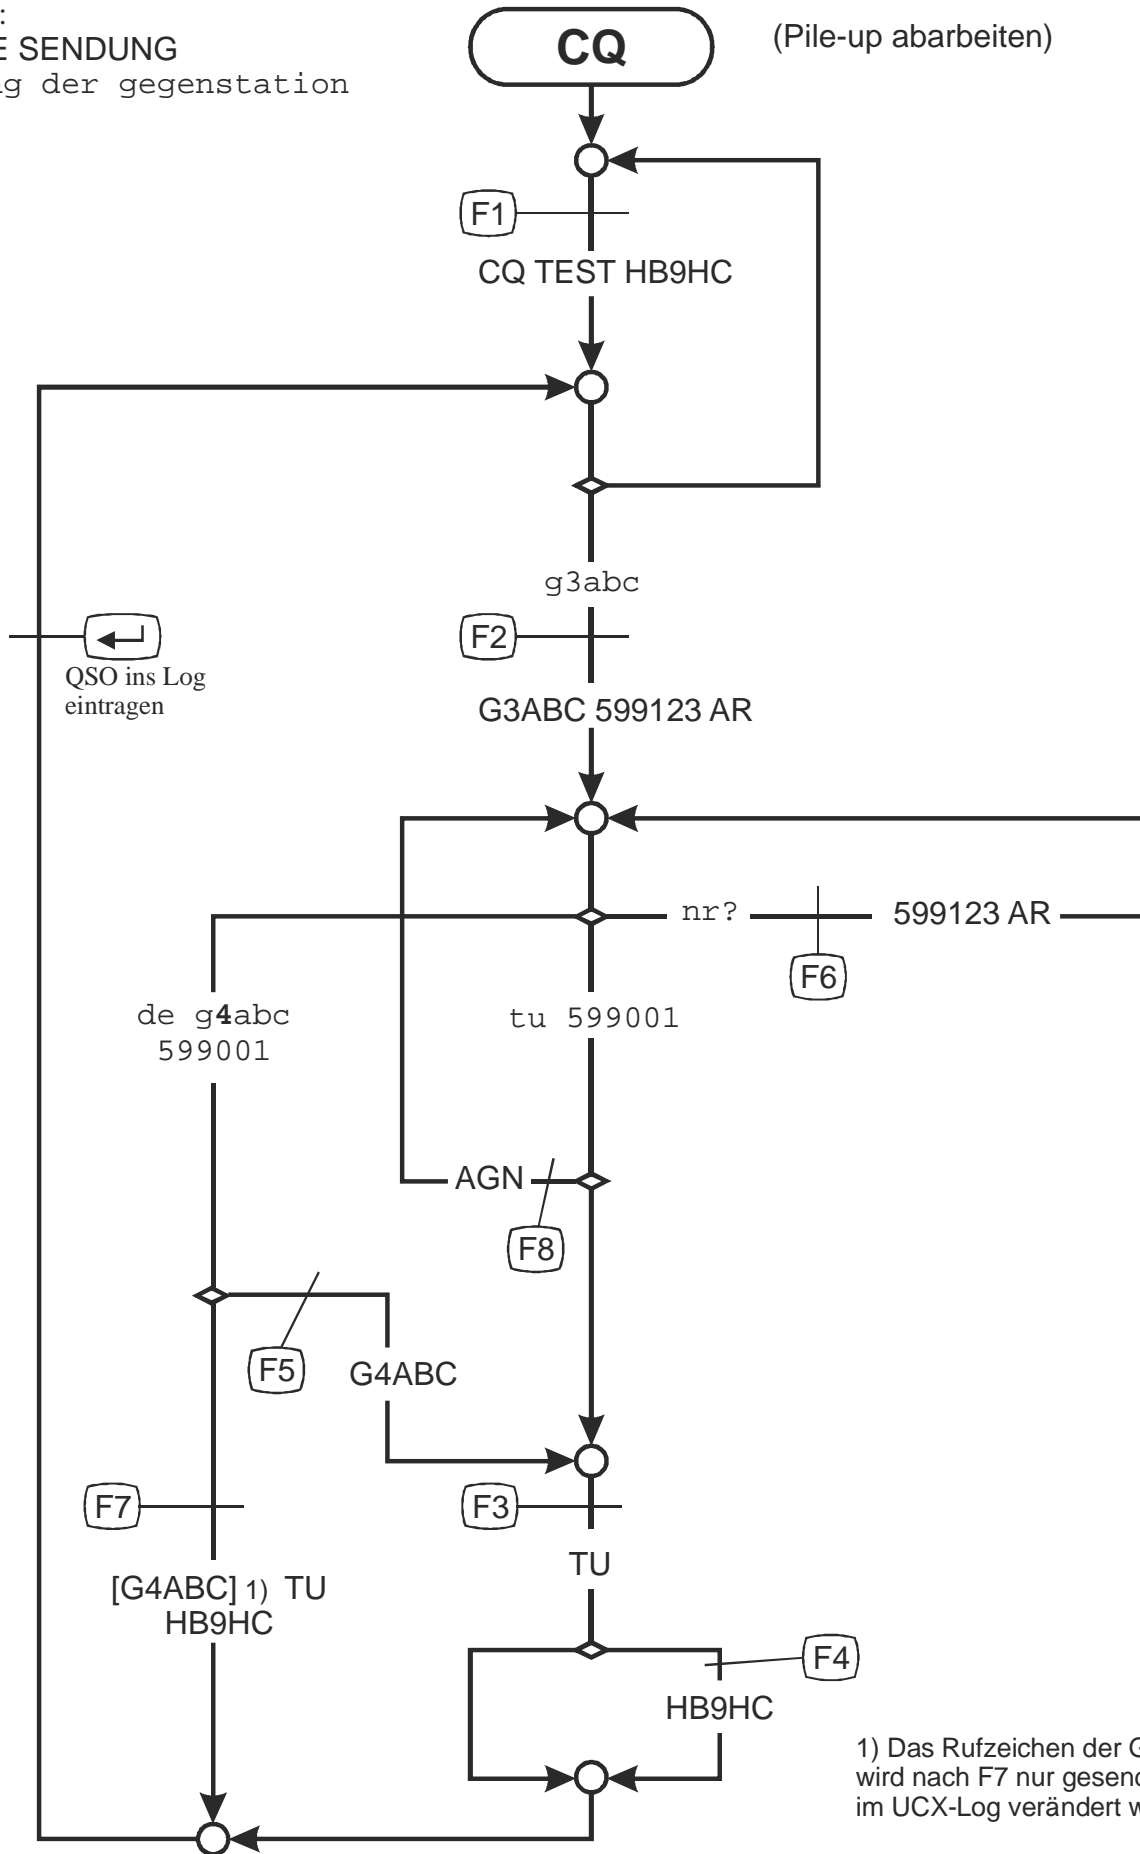 :
SENDUNG
der gegenstation
CQ
(Pile-up abarbeiten)
F1
CQ TEST HB9HC
g3abc
F2
QSO ins Log
eintragen
G3ABC 599123 AR
nr?
599123 AR
F6
de g4abc
599001
tu 599001
AGN
F8
F5
G4ABC
F7
F3
TU
[G4ABC] 1) TU
HB9HC
F4
HB9HC
1) Das Rufzeichen der
wird nach F7 nur
im UCX-Log verändert